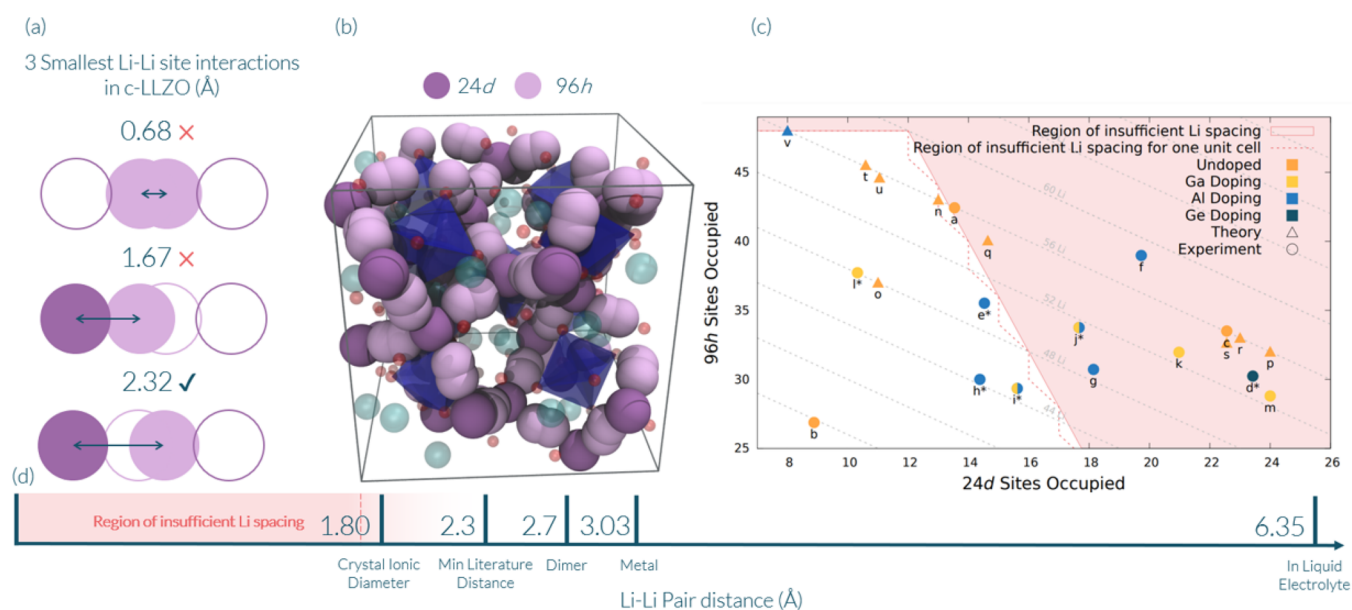 (a)
3 Smallest Li-Li site interactions
in c-LLZO (Å)
0.68 ×
1.67 ×
2.32 ✓
(b)
24d 96h
(c)
Region of insufficient Li spacing
Region of insufficient Li spacing for one unit cell
Undoped
Ga Doping
Al Doping
Ge Doping
Theory
Experiment
96h Sites Occupied
45
40
35
30
25
60 Li
56 Li
52 Li
48 Li
44 Li
v
t
u
n
a
q
f
l*
o
e*
j*
c
s
r
p
k
g
d*
h*
i*
m
b
8 10 12 14 16 18 20 22 24 26
24d Sites Occupied
(d)
Region of insufficient Li spacing
1.80 2.3 2.7 3.03 6.35
Crystal Ionic
Diameter
Min Literature
Distance
Dimer
Metal
In Liquid
Electrolyte
Li-Li Pair distance (Å)